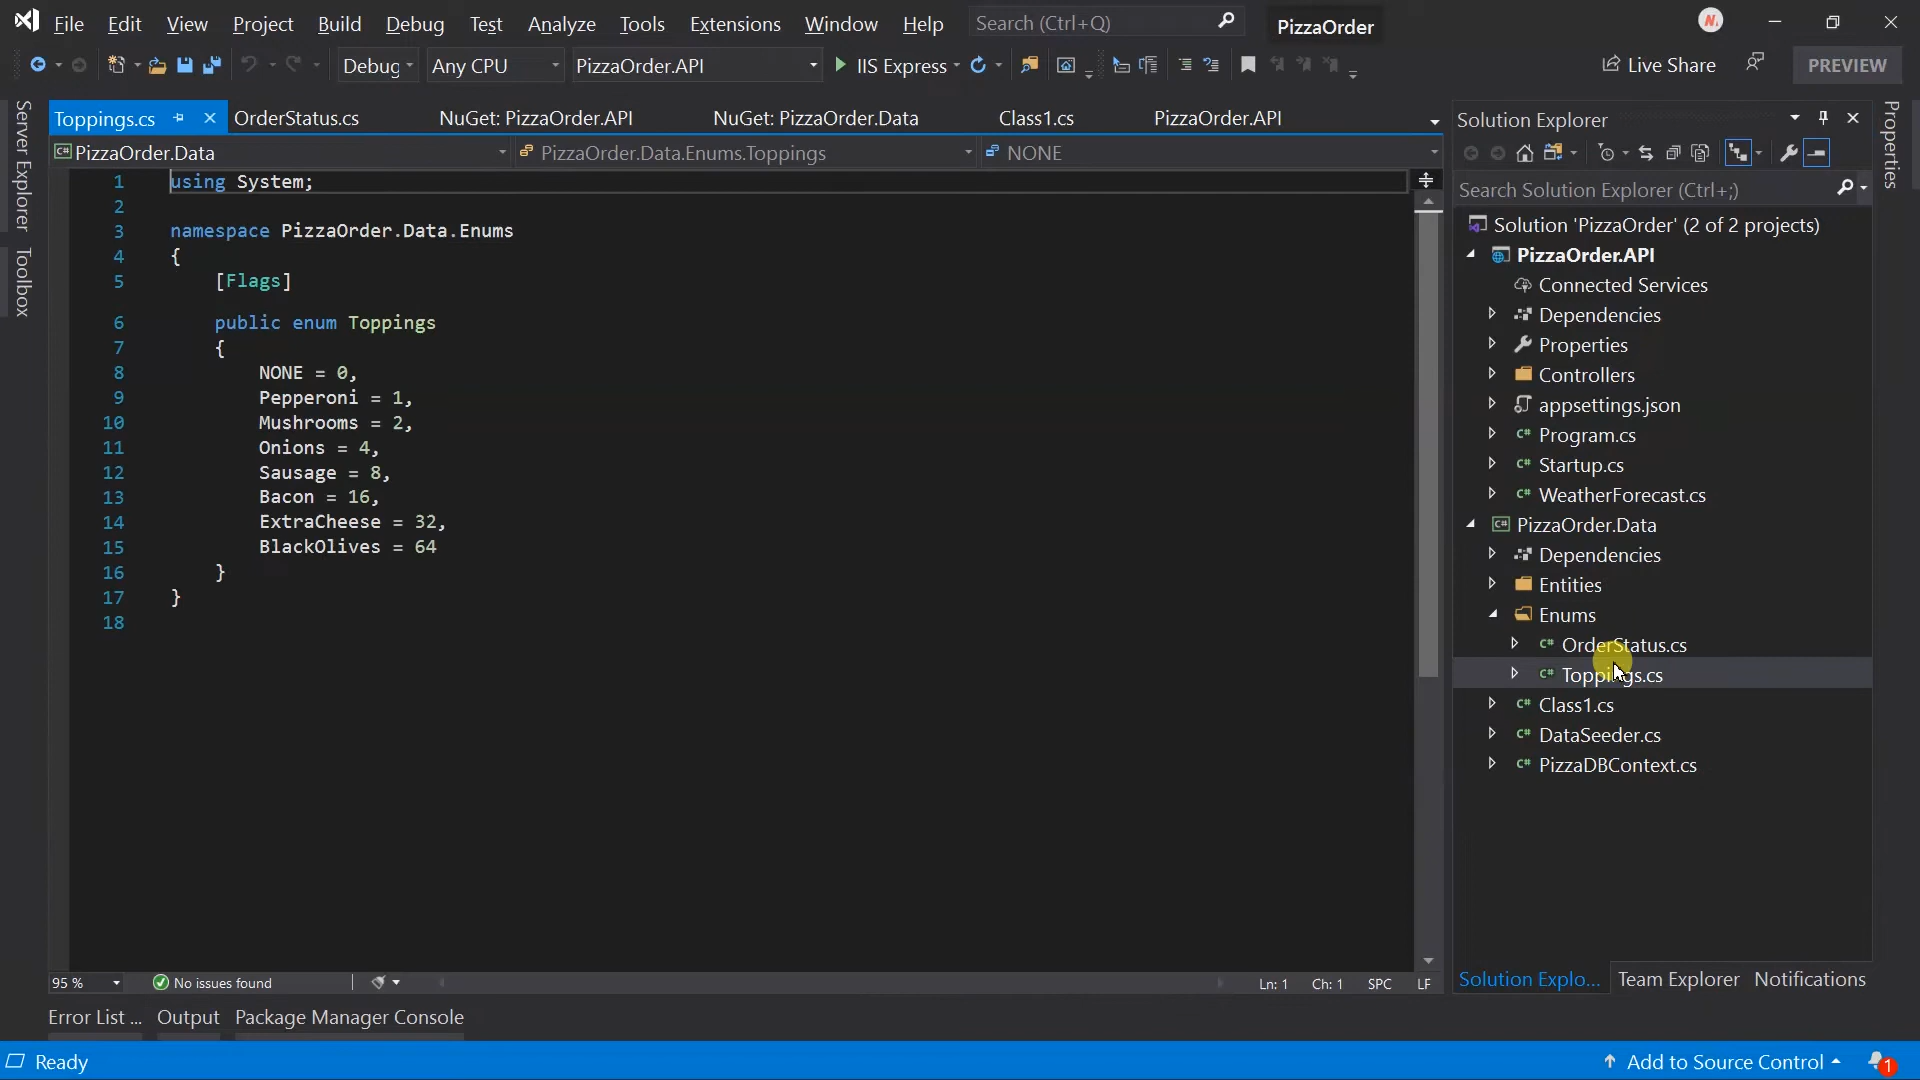 File Edit View Project Build Debug Test Analyze Tools Extensions Window Help Search (Ctrl+Q) PizzaOrder
Debug Any CPU PizzaOrder.API IIS Express Live Share PREVIEW
Server Explorer
Toolbox
Toppings.cs OrderStatus.cs NuGet: PizzaOrder.API NuGet: PizzaOrder.Data Class1.cs PizzaOrder.API
PizzaOrder.Data PizzaOrder.Data.Enums.Toppings NONE
1 using System;
2
3 namespace PizzaOrder.Data.Enums
4 {
5 [Flags]
6 public enum Toppings
7 {
8 NONE = 0,
9 Pepperoni = 1,
10 Mushrooms = 2,
11 Onions = 4,
12 Sausage = 8,
13 Bacon = 16,
14 ExtraCheese = 32,
15 BlackOlives = 64
16 }
17 }
18
95 % No issues found Ln: 1 Ch: 1 SPC LF
Error List ... Output Package Manager Console
Solution Explorer
Search Solution Explorer (Ctrl+;)
Solution 'PizzaOrder' (2 of 2 projects)
PizzaOrder.API
Connected Services
Dependencies
Properties
Controllers
appsettings.json
Program.cs
Startup.cs
WeatherForecast.cs
PizzaOrder.Data
Dependencies
Entities
Enums
OrderStatus.cs
Toppings.cs
Class1.cs
DataSeeder.cs
PizzaDBContext.cs
Solution Explo... Team Explorer Notifications
Properties
Ready Add to Source Control 1